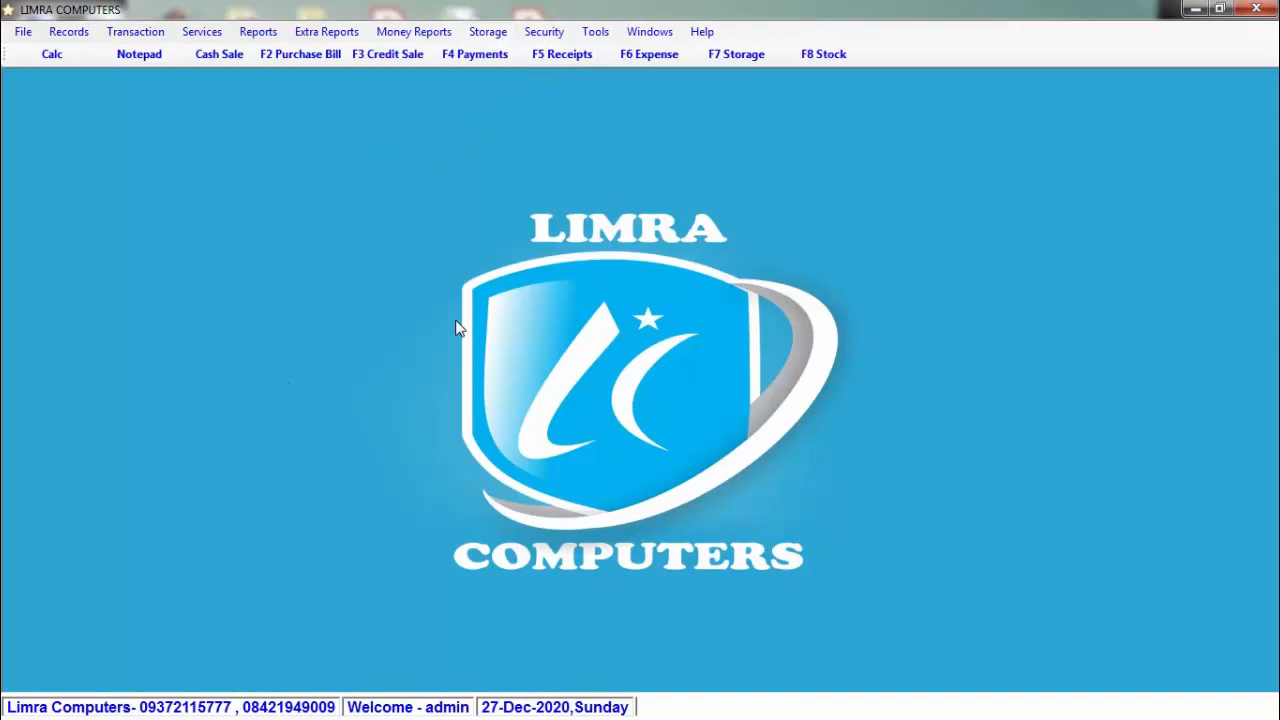 LIMRA COMPUTERS
File Records Transaction Services Reports Extra Reports Money Reports Storage Security Tools Windows Help
Calc Notepad Cash Sale F2 Purchase Bill F3 Credit Sale F4 Payments F5 Receipts F6 Expense F7 Storage F8 Stock
LIMRA
LC
COMPUTERS
Limra Computers- 09372115777 , 08421949009 Welcome - admin 27-Dec-2020,Sunday